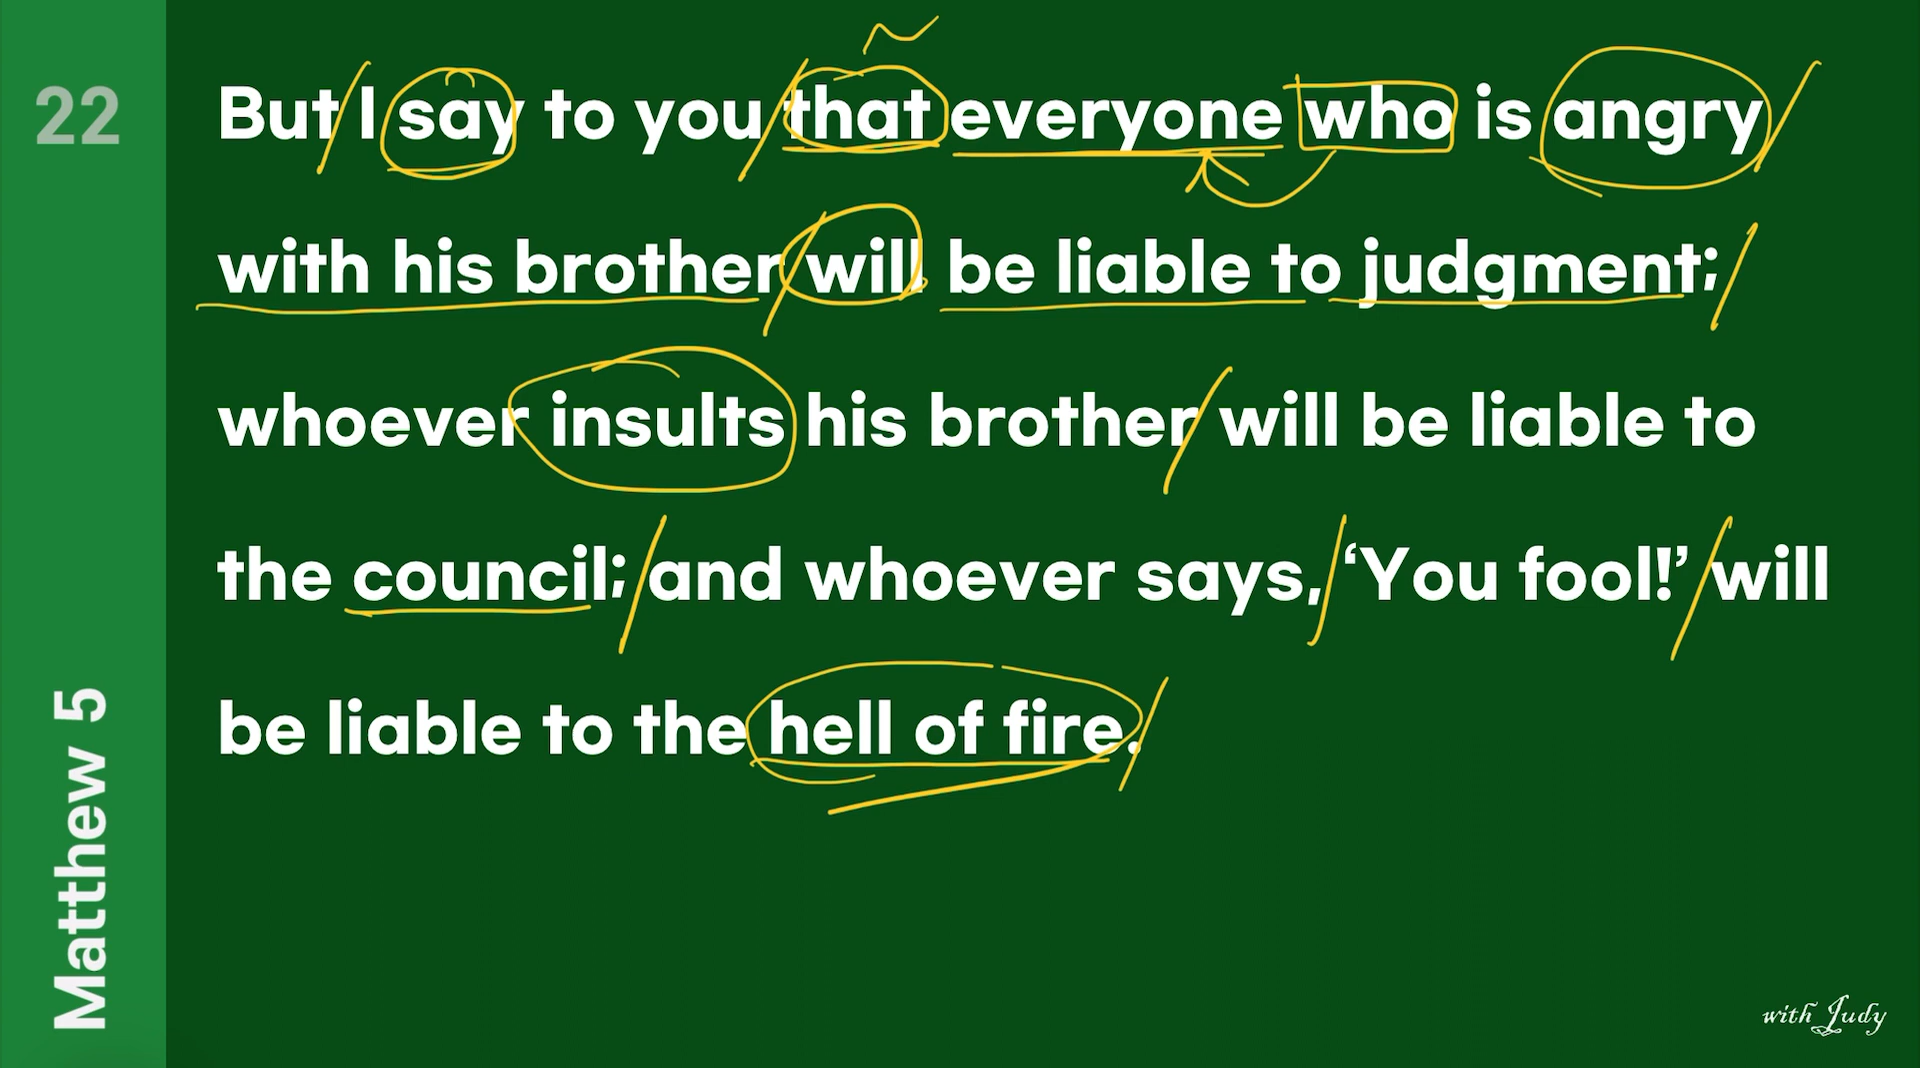 22
But I say to you that everyone who is angry
with his brother will be liable to judgment;
whoever insults his brother will be liable to
the council; and whoever says, ‘You fool!’ will
be liable to the hell of fire.
Matthew 5
with Judy